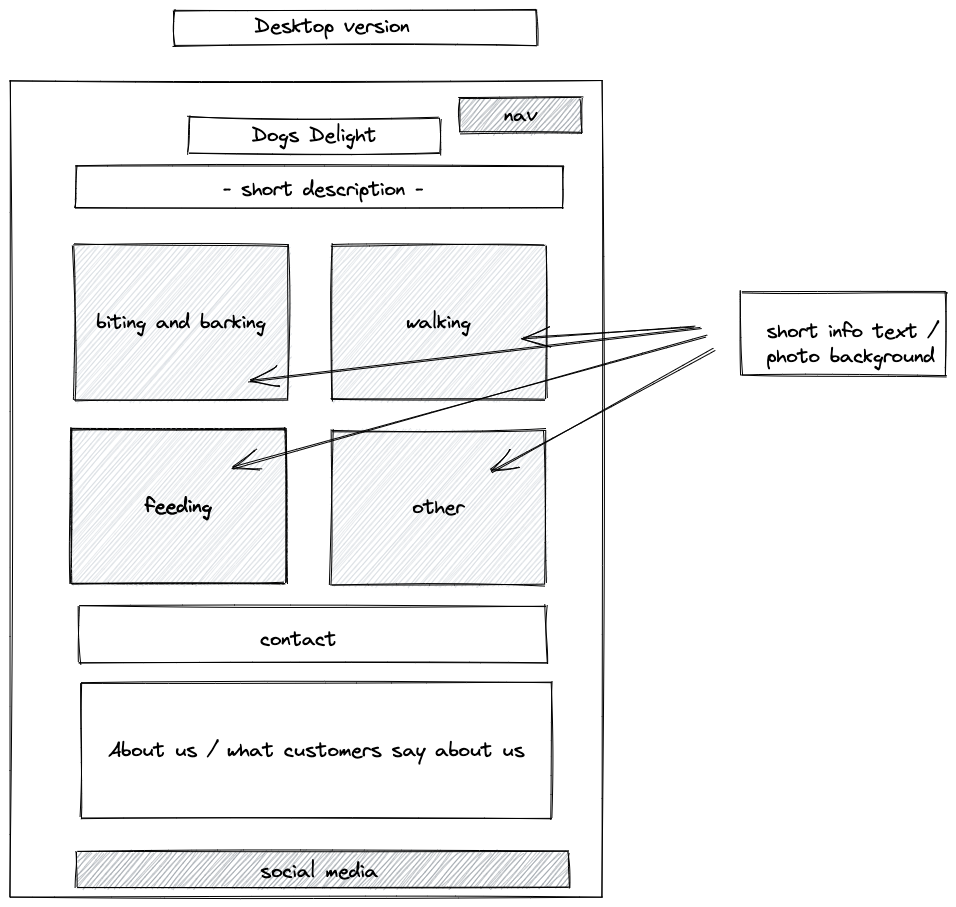 Desktop version
nav
Dogs Delight
- short description -
biting and barking
walking
short info text /
photo background
feeding
other
contact
About us / what customers say about us
social media